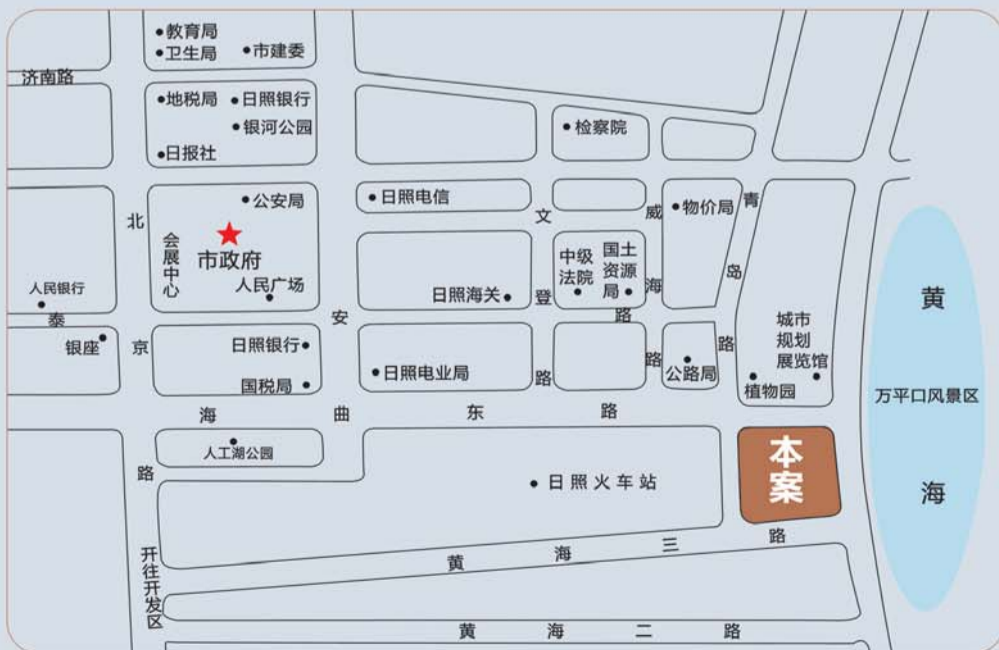 教育局
卫生局
市建委
济南路
地税局
日照银行
银河公园
检察院
日报社
公安局
日照电信
物价局
北京路
文登路
威海路
青岛路
会展中心
市政府
人民广场
中级
法院
国土
资源
局
日照海关
人民银行
泰安路
银座
日照银行
国税局
日照电业局
公路局
城市
规划
展览馆
植物园
黄海
万平口风景区
海曲东路
人工湖公园
日照火车站
本案
开往开发区
黄海三路
黄海二路